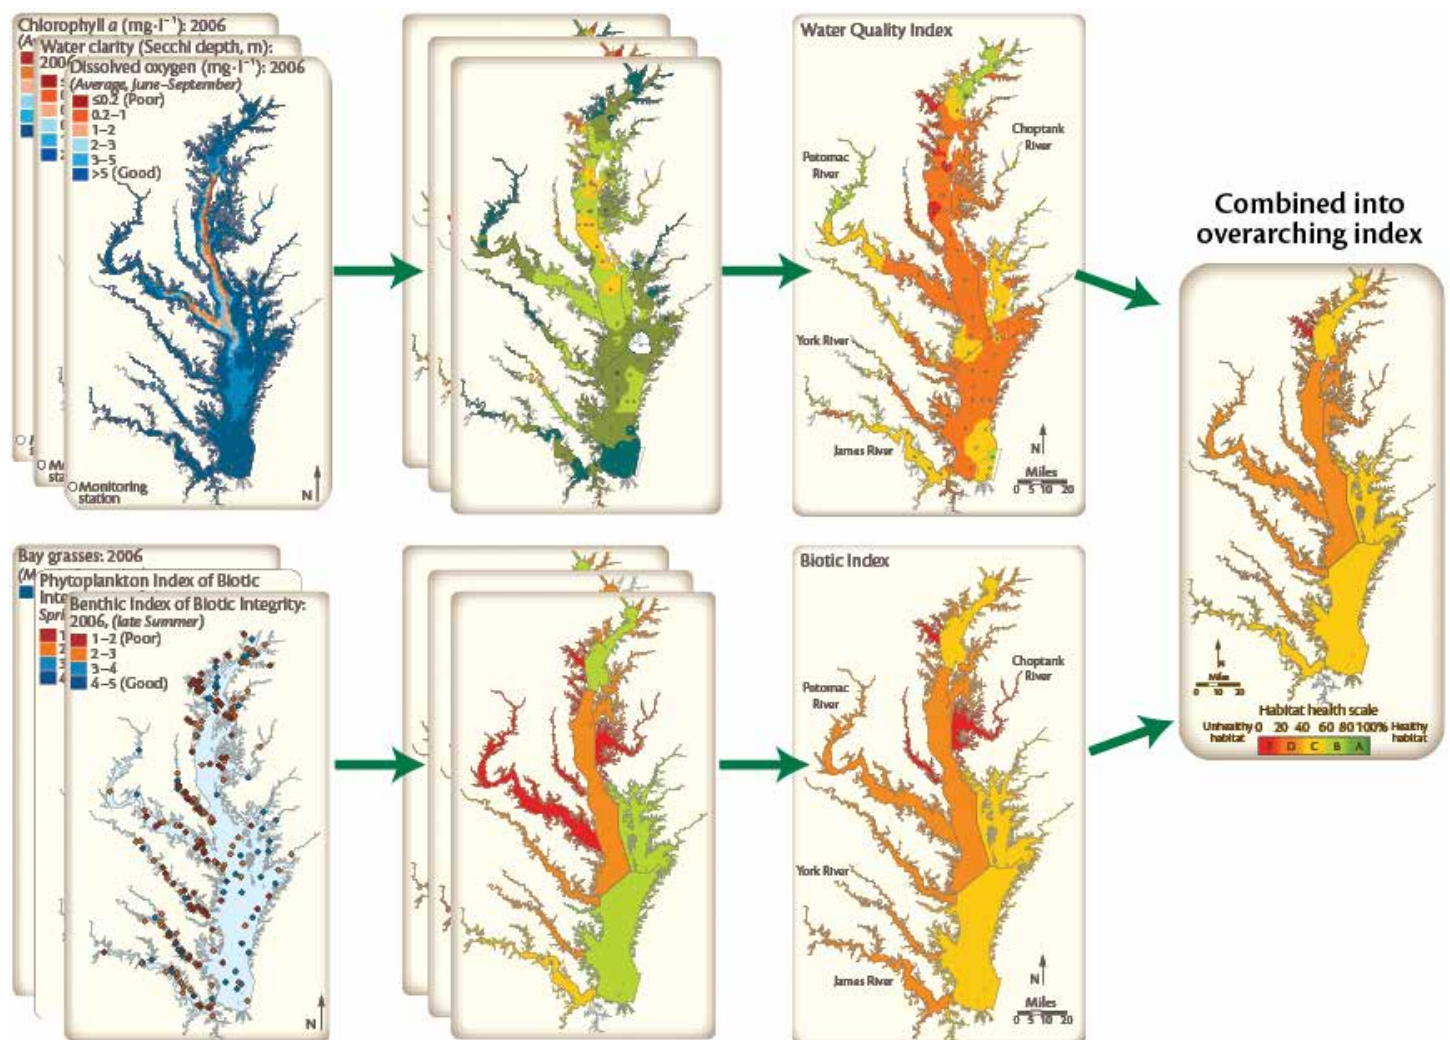 Chlorophyll a (mg·l⁻¹): 2006
Water clarity (Secchi depth, m):
2006
Dissolved oxygen (mg·l⁻¹): 2006
(Average, June–September)
≤0.2 (Poor)
0.2–1
1–2
2–3
3–5
>5 (Good)
Monitoring
station
N
Water Quality Index
Choptank
River
Potomac
River
York River
James River
N
Miles
0 5 10 20
Combined into
overarching index
N
Miles
0 10 20
Habitat health scale
Unhealthy
habitat
0 20 40 60 80 100%
Healthy
habitat
F D C B A
Bay grasses: 2006
Phytoplankton Index of Biotic
Benthic Index of Biotic Integrity:
2006, (late Summer)
1–2 (Poor)
2–3
3–4
4–5 (Good)
N
Biotic Index
Choptank
River
Potomac
River
York River
James River
N
Miles
0 5 10 20